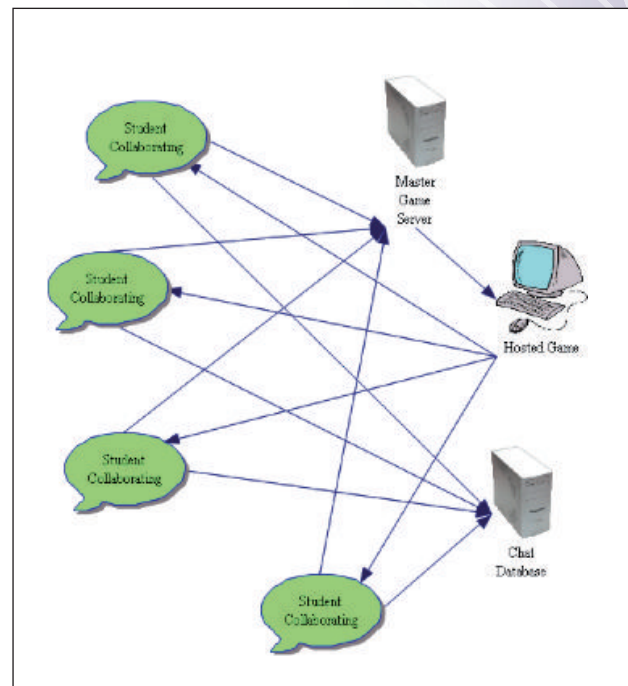 Student
Collaborating
Master
Game
Server
Student
Collaborating
Hosted Game
Student
Collaborating
Chat
Database
Student
Collaborating